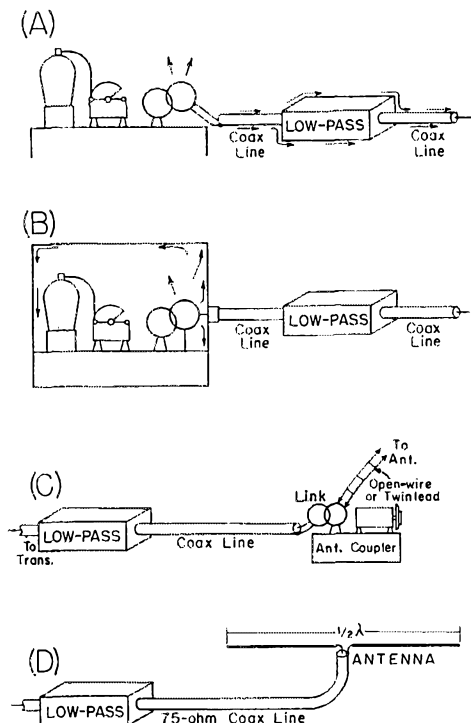 (A)
LOW-PASS
Coax
Line
Coax
Line
(B)
LOW-PASS
Coax
Line
Coax
Line
(C)
To
Ant.
Open-wire
or Twinlead
Link
LOW-PASS
To
Trans.
Coax Line
Ant. Coupler
(D)
1/2 λ
ANTENNA
LOW-PASS
75-ohm Coax Line